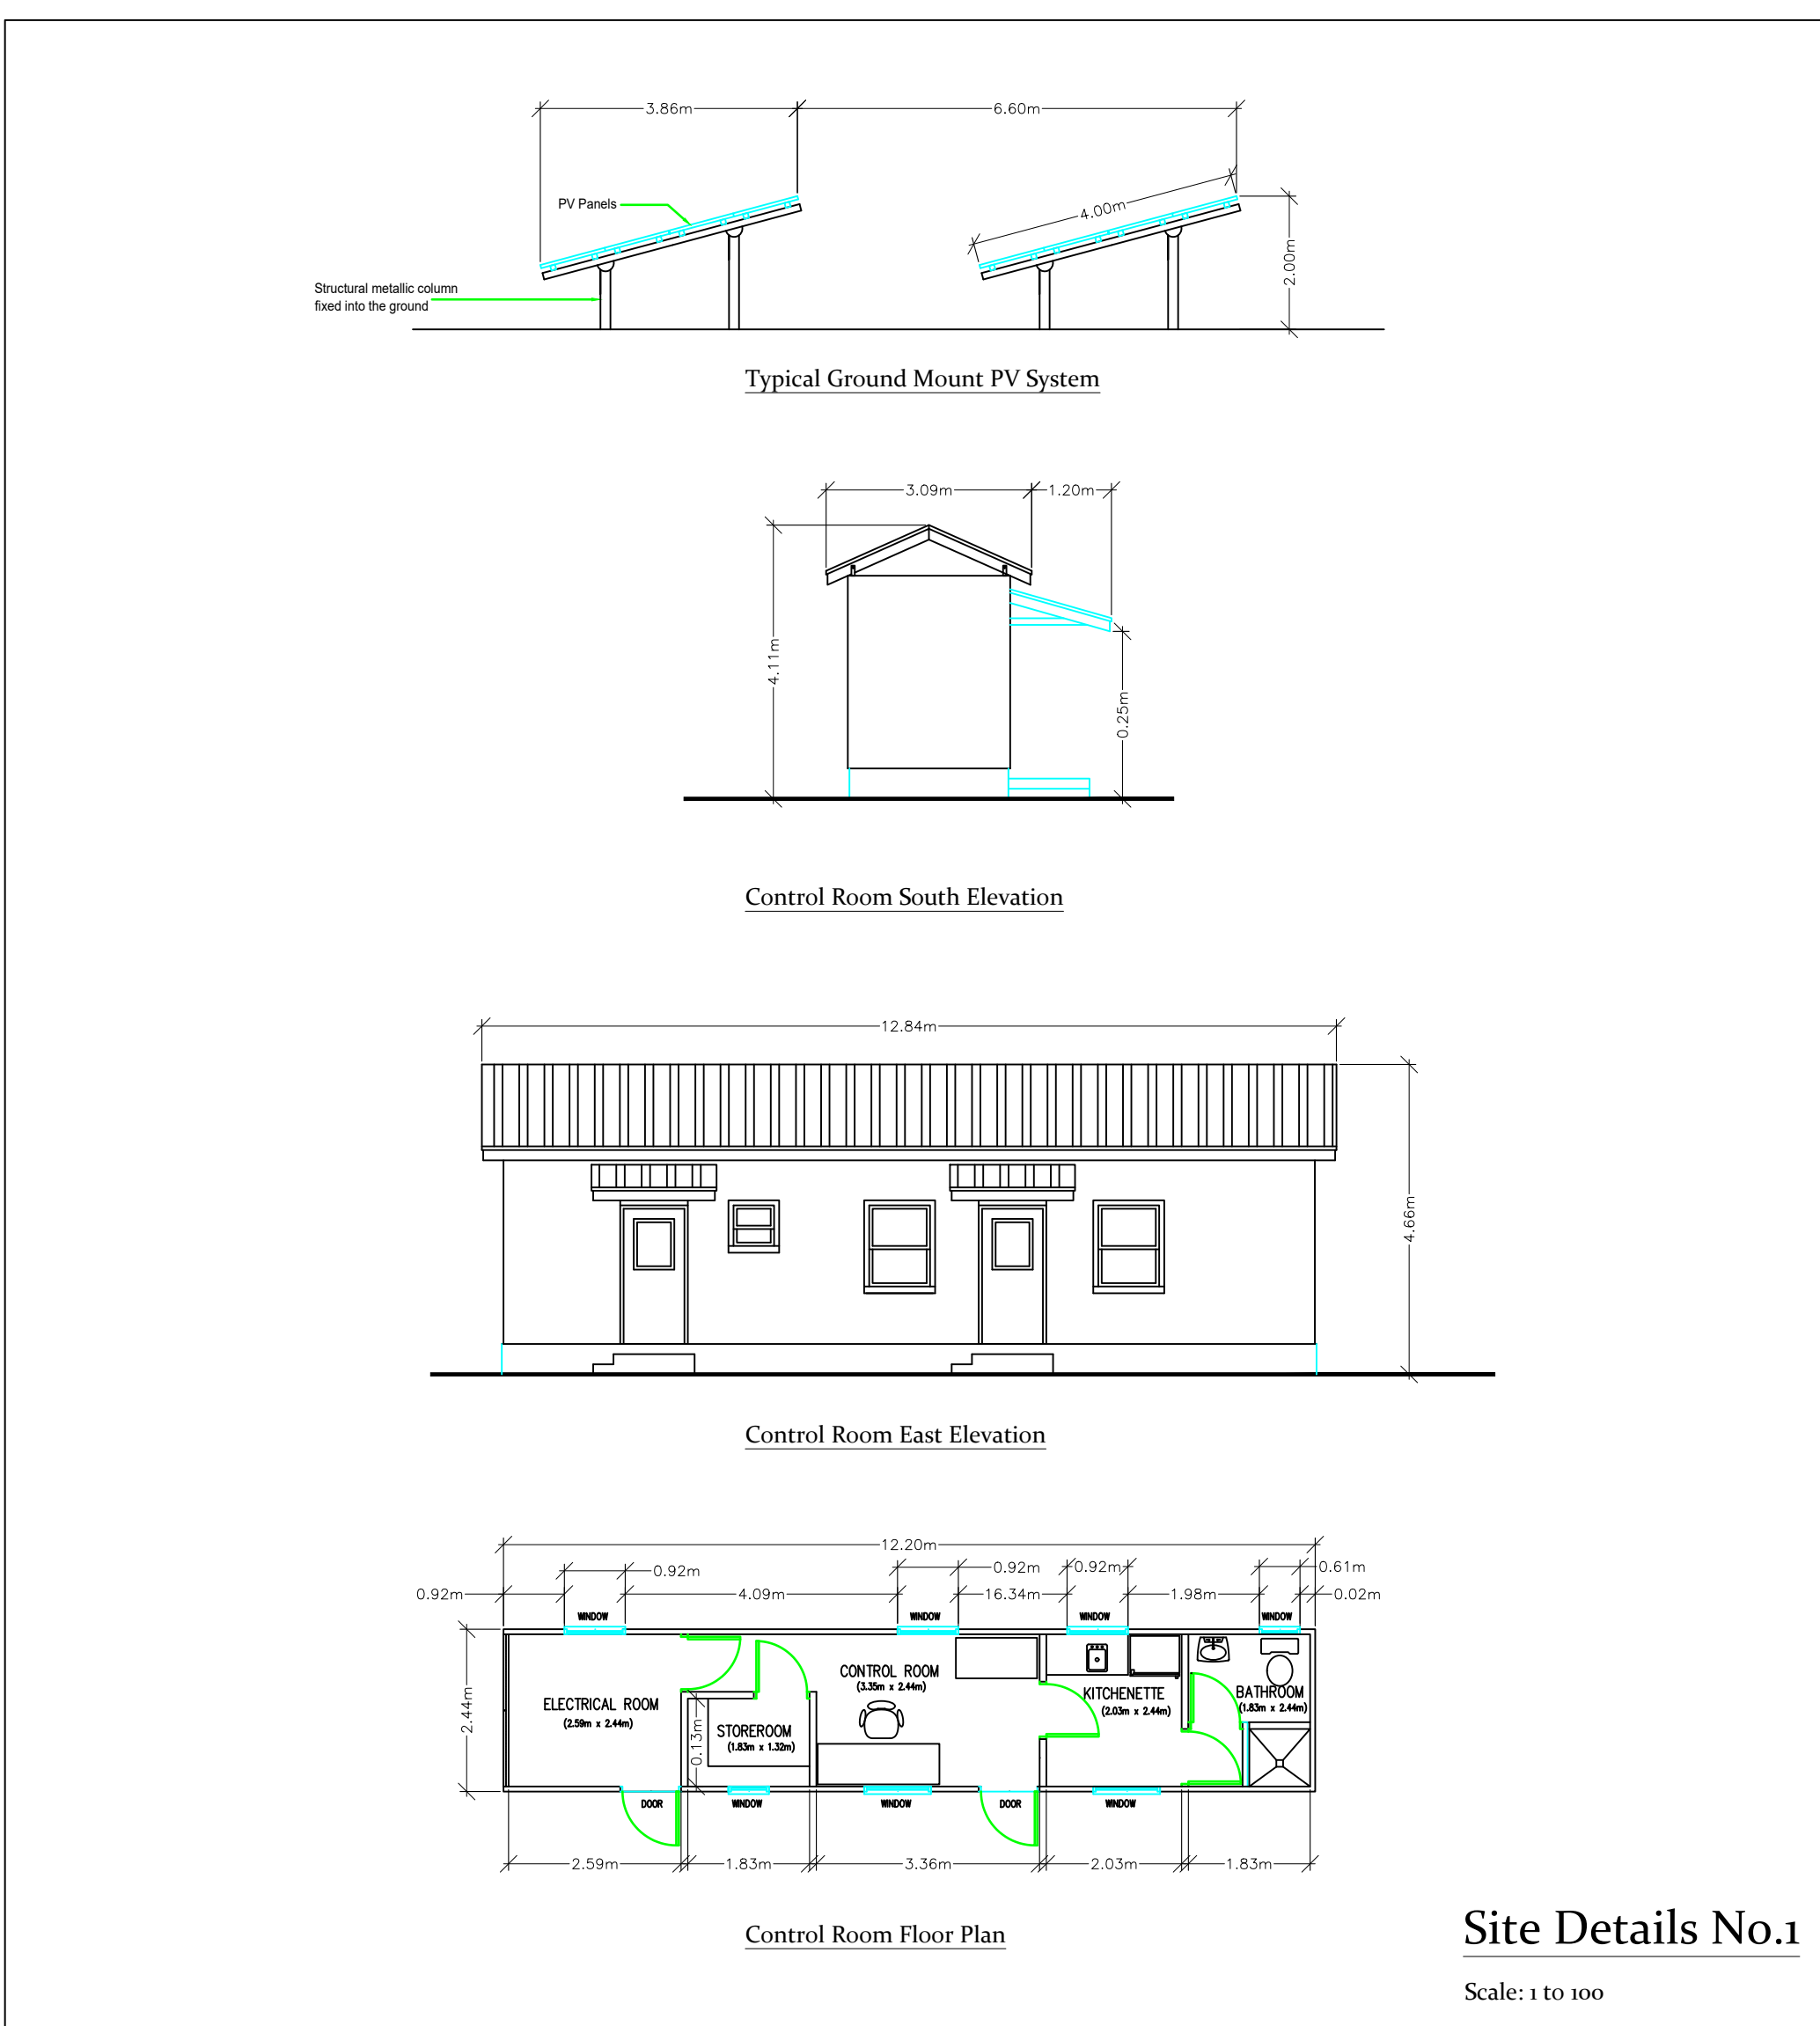 3.86m
6.60m
PV Panels
4.00m
2.00m
Structural metallic column
fixed into the ground
Typical Ground Mount PV System
3.09m
1.20m
4.11m
0.25m
Control Room South Elevation
12.84m
4.66m
Control Room East Elevation
12.20m
0.92m
0.92m
4.09m
0.92m
16.34m
0.92m
1.98m
0.61m
0.02m
WINDOW
WINDOW
WINDOW
WINDOW
2.44m
ELECTRICAL ROOM
(2.59m x 2.44m)
0.13m
STOREROOM
(1.83m x 1.32m)
CONTROL ROOM
(3.35m x 2.44m)
KITCHENETTE
(2.03m x 2.44m)
BATHROOM
(1.83m x 2.44m)
DOOR
WINDOW
WINDOW
DOOR
WINDOW
2.59m
1.83m
3.36m
2.03m
1.83m
Control Room Floor Plan
Site Details No.1
Scale: 1 to 100